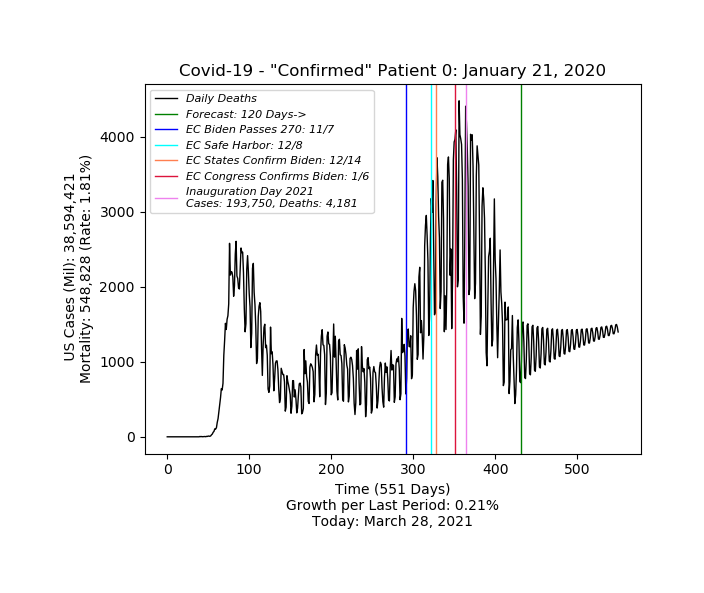 Covid-19 - "Confirmed" Patient 0: January 21, 2020
Daily Deaths
Forecast: 120 Days->
EC Biden Passes 270: 11/7
EC Safe Harbor: 12/8
EC States Confirm Biden: 12/14
EC Congress Confirms Biden: 1/6
Inauguration Day 2021
Cases: 193,750, Deaths: 4,181
US Cases (Mil): 38,594,421
Mortality: 548,828 (Rate: 1.81%)
4000
3000
2000
1000
0
0 100 200 300 400 500
Time (551 Days)
Growth per Last Period: 0.21%
Today: March 28, 2021